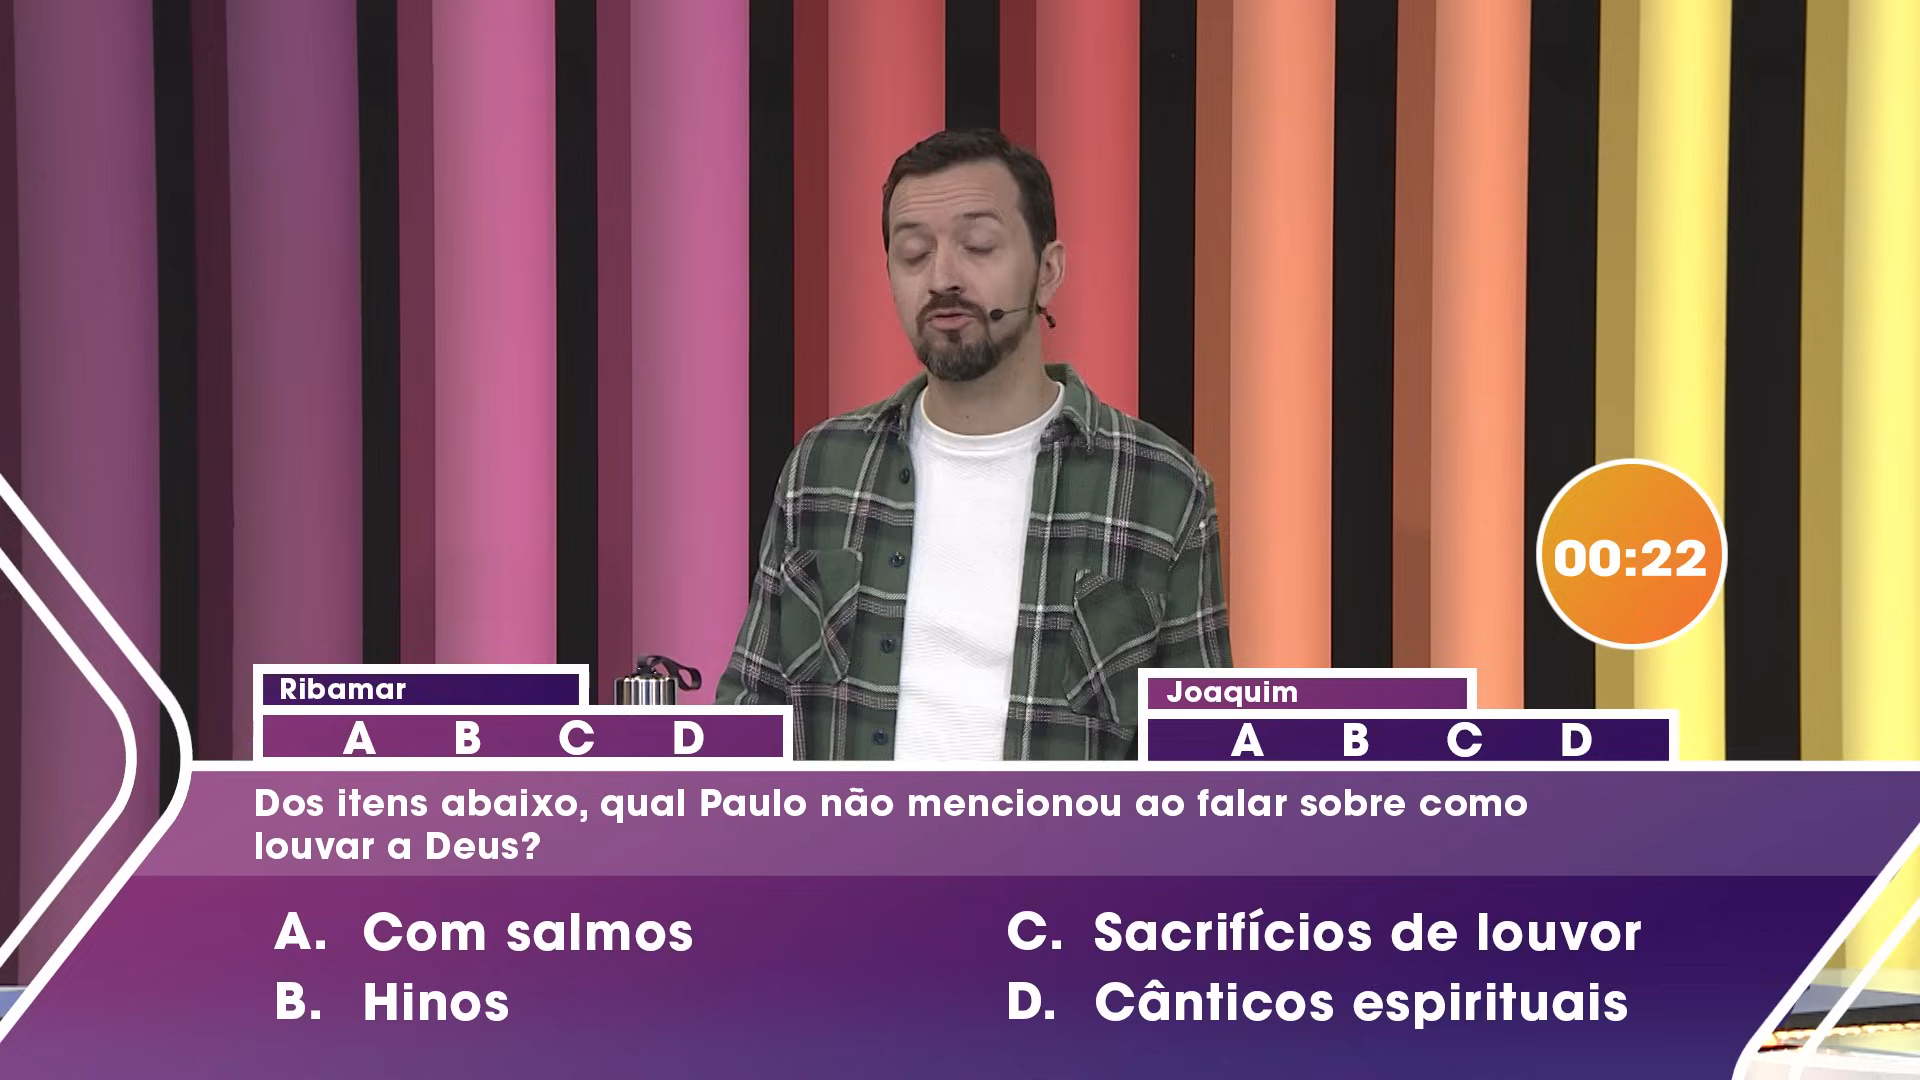 00:22
Ribamar
A B C D
Joaquim
A B C D
Dos itens abaixo, qual Paulo não mencionou ao falar sobre como
louvar a Deus?
A. Com salmos
B. Hinos
C. Sacrifícios de louvor
D. Cânticos espirituais